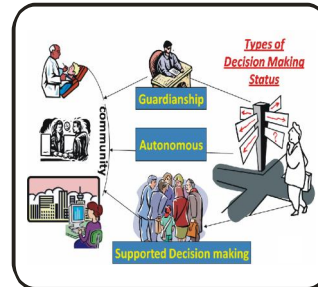 Types of
Decision Making
Status
Guardianship
community
Autonomous
?
Supported Decision making